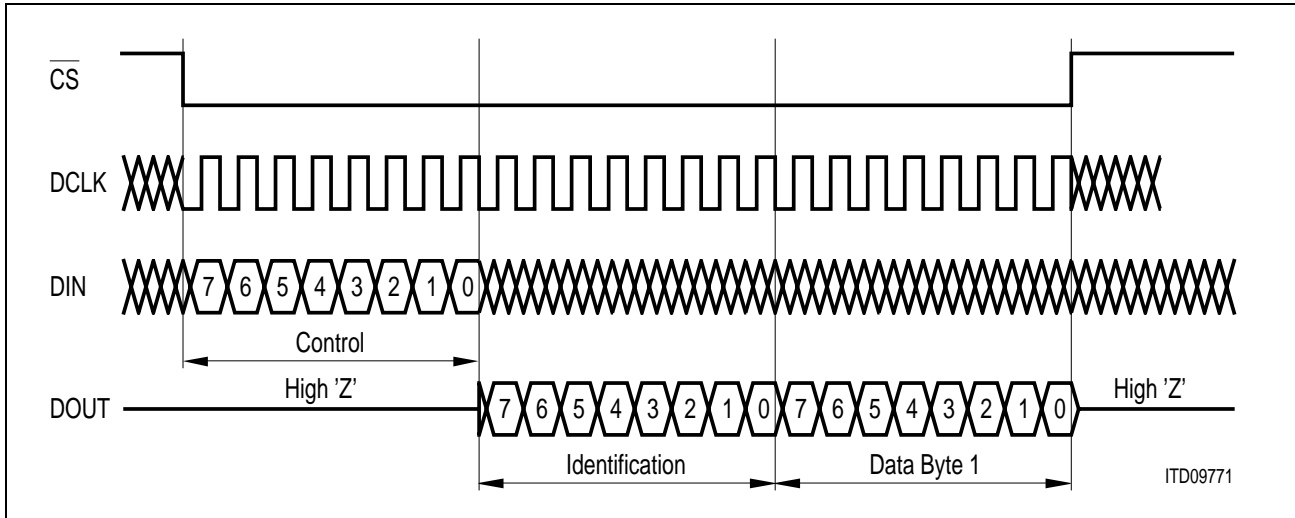 C̅S̅
DCLK
DIN 7 6 5 4 3 2 1 0
Control
High 'Z' High 'Z'
DOUT 7 6 5 4 3 2 1 0 7 6 5 4 3 2 1 0
Identification Data Byte 1
ITD09771